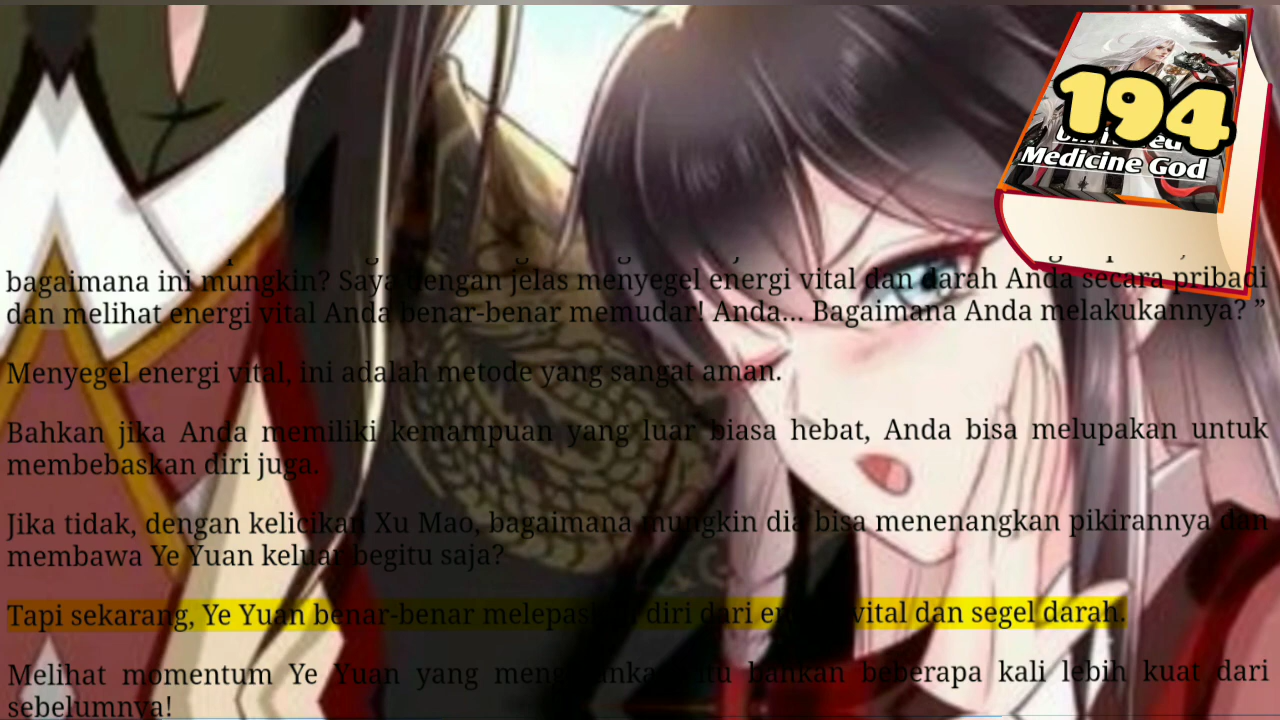 194
Medicine God
bagaimana ini mungkin? Saya dengan jelas menyegel energi vital dan darah Anda secara pribadi
dan melihat energi vital Anda benar-benar memudar! Anda... Bagaimana Anda melakukannya? ”
Menyegel energi vital, ini adalah metode yang sangat aman.
Bahkan jika Anda memiliki kemampuan yang luar biasa hebat, Anda bisa melupakan untuk
membebaskan diri juga.
Jika tidak, dengan kelicikan Xu Mao, bagaimana mungkin dia bisa menenangkan pikirannya dan
membawa Ye Yuan keluar begitu saja?
Tapi sekarang, Ye Yuan benar-benar melepaskan diri dari energi vital dan segel darah.
Melihat momentum Ye Yuan yang itu bahkan beberapa kali lebih kuat dari
sebelumnya!